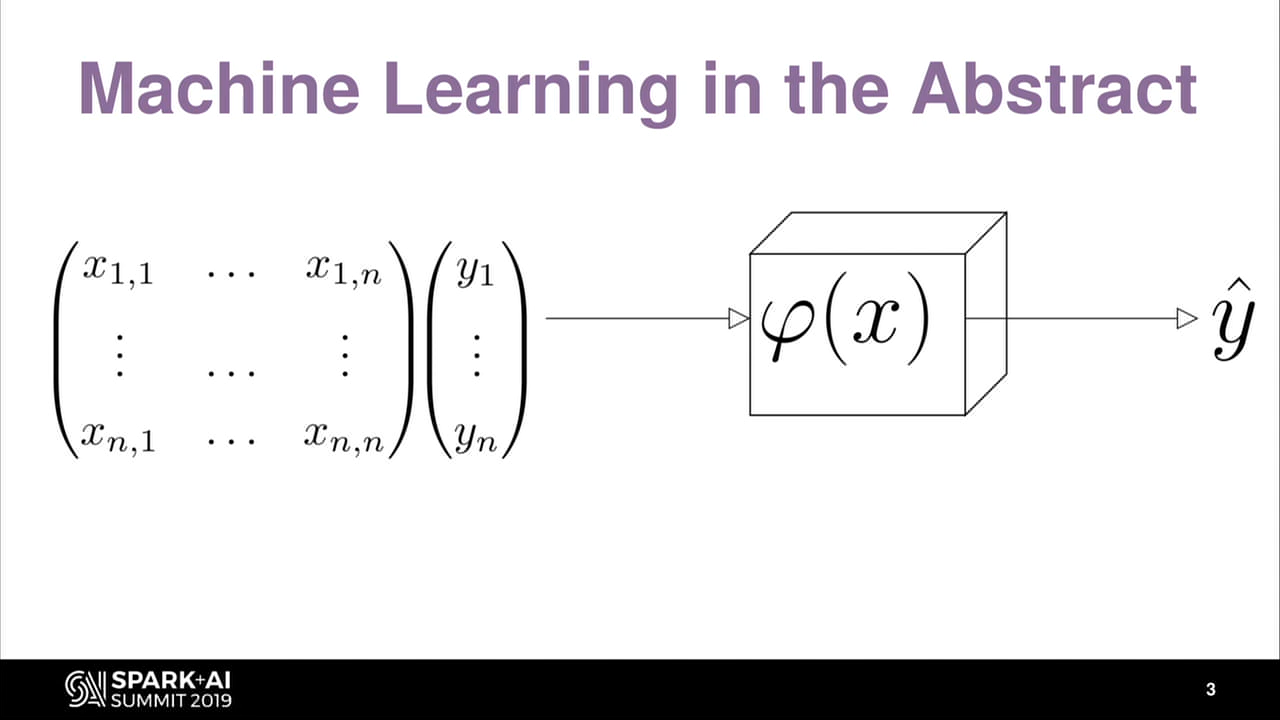 Machine Learning in the Abstract
x1,1 ... x1,n y1
⋮ ... ⋮ ⋮
xn,1 ... xn,n yn
φ(x)
ŷ
SPARK+AI
SUMMIT 2019
3